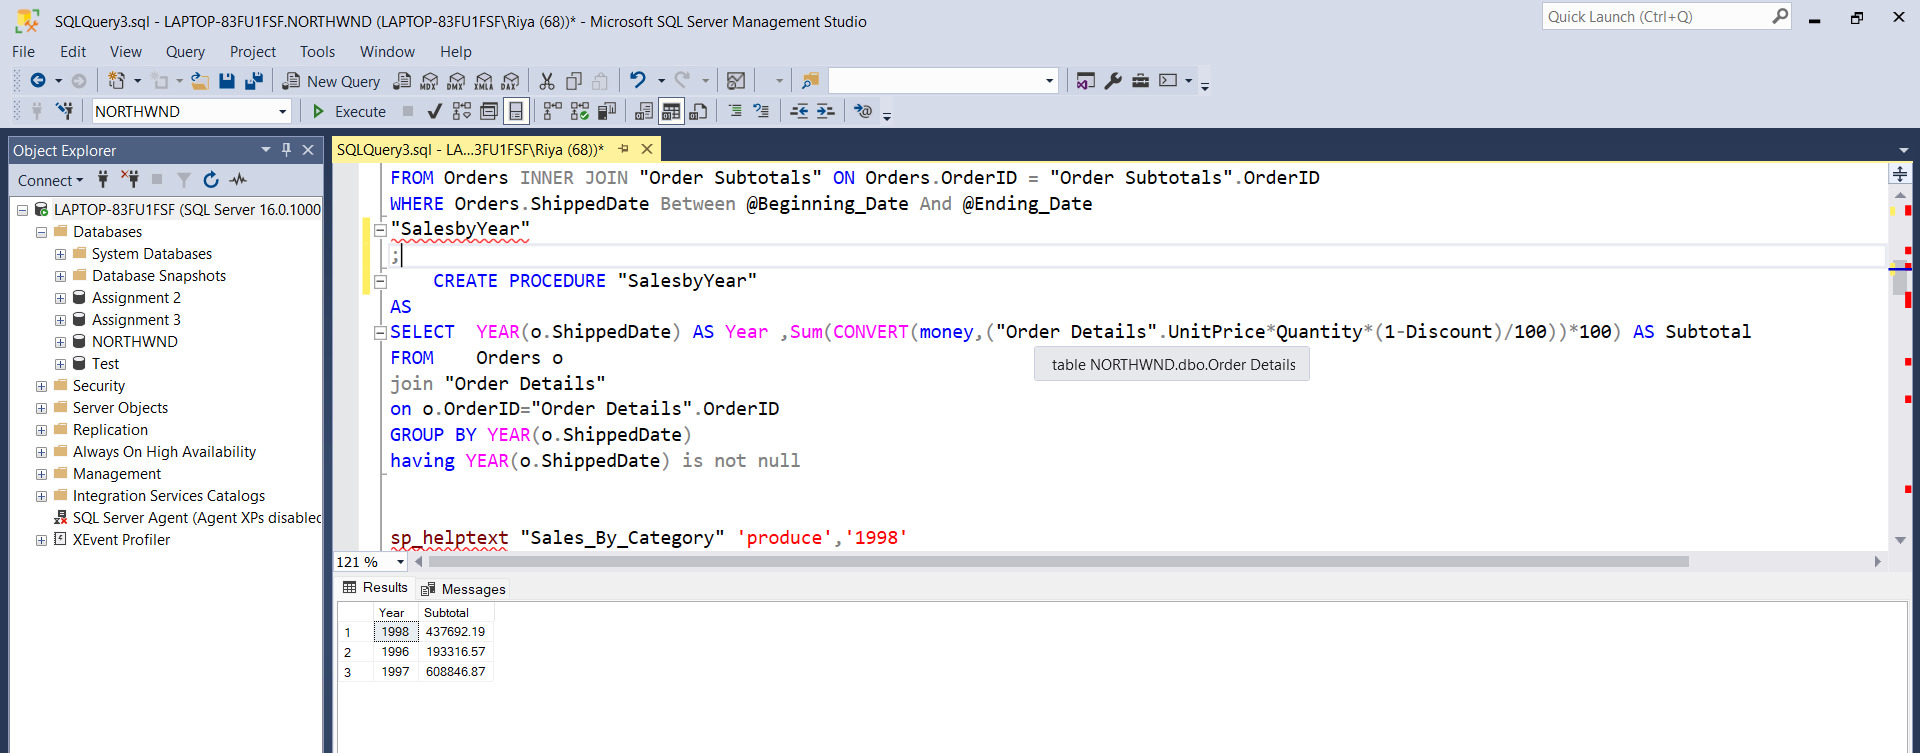 SQLQuery3.sql - LAPTOP-83FU1FSF.NORTHWND (LAPTOP-83FU1FSF\Riya (68))* - Microsoft SQL Server Management Studio
Quick Launch (Ctrl+Q)
File Edit View Query Project Tools Window Help
New Query MDX DMX XMLA DAX
NORTHWND Execute
Object Explorer
Connect
LAPTOP-83FU1FSF (SQL Server 16.0.1000
Databases
System Databases
Database Snapshots
Assignment 2
Assignment 3
NORTHWND
Test
Security
Server Objects
Replication
Always On High Availability
Management
Integration Services Catalogs
SQL Server Agent (Agent XPs disabled
XEvent Profiler
SQLQuery3.sql - LA...3FU1FSF\Riya (68))*
FROM Orders INNER JOIN "Order Subtotals" ON Orders.OrderID = "Order Subtotals".OrderID
WHERE Orders.ShippedDate Between @Beginning_Date And @Ending_Date
"SalesbyYear"
;
CREATE PROCEDURE "SalesbyYear"
AS
SELECT YEAR(o.ShippedDate) AS Year ,Sum(CONVERT(money,("Order Details".UnitPrice*Quantity*(1-Discount)/100))*100) AS Subtotal
FROM Orders o
table NORTHWND.dbo.Order Details
join "Order Details"
on o.OrderID="Order Details".OrderID
GROUP BY YEAR(o.ShippedDate)
having YEAR(o.ShippedDate) is not null
sp_helptext "Sales_By_Category" 'produce','1998'
121 %
Results Messages
Year Subtotal
1 1998 437692.19
2 1996 193316.57
3 1997 608846.87